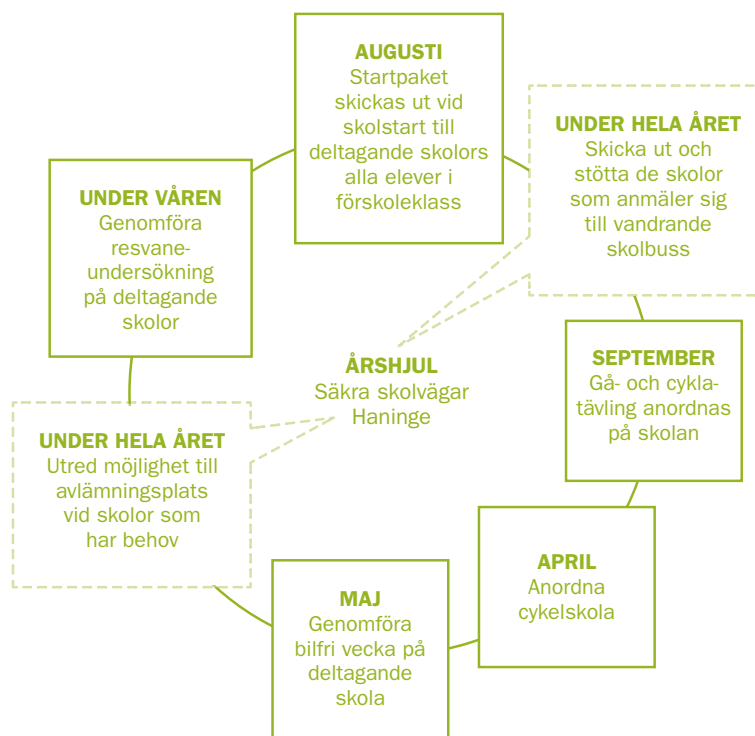 AUGUSTI
Startpaket
skickas ut vid
skolstart till
deltagande skolors
alla elever i
förskoleklass
UNDER HELA ÅRET
Skicka ut och
stötta de skolor
som anmäler sig
till vandrande
skolbuss
UNDER VÅREN
Genomföra
resvane-
undersökning
på deltagande
skolor
ÅRSHJUL
Säkra skolvägar
Haninge
SEPTEMBER
Gå- och cykla-
tävling anordnas
på skolan
UNDER HELA ÅRET
Utred möjlighet till
avlämningsplats
vid skolor som
har behov
APRIL
Anordna
cykelskola
MAJ
Genomföra
bilfri vecka på
deltagande
skola